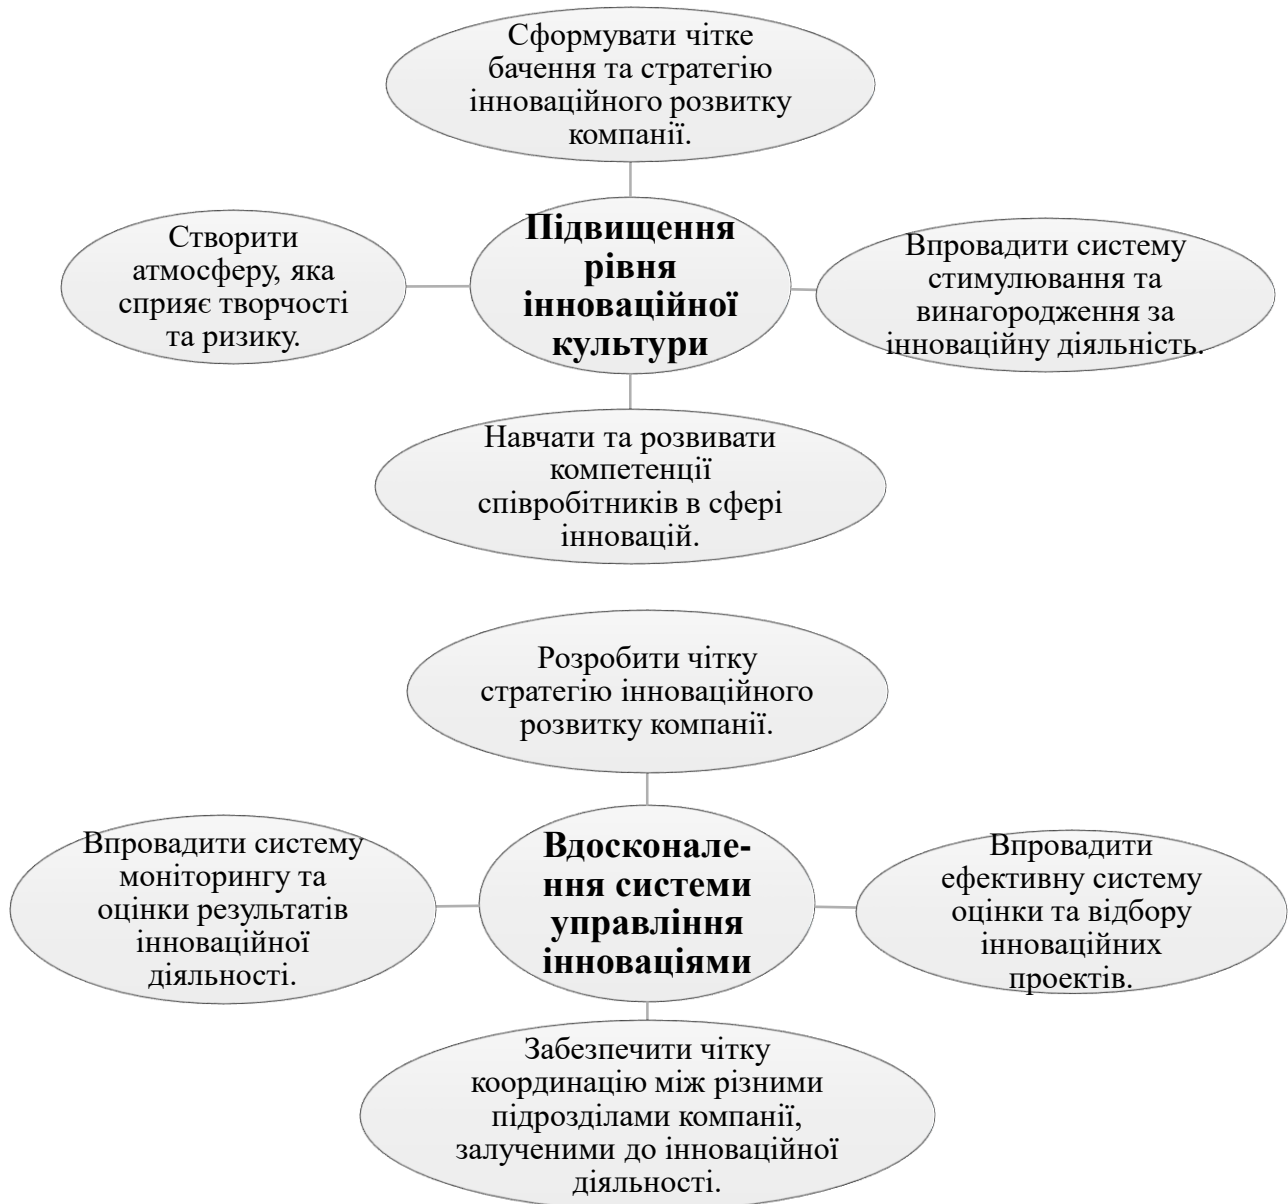 Сформувати чітке
бачення та стратегію
інноваційного розвитку
компанії.
Створити
атмосферу, яка
сприяє творчості
та ризику.
Підвищення
рівня
інноваційної
культури
Впровадити систему
стимулювання та
винагородження за
інноваційну діяльність.
Навчати та розвивати
компетенції
співробітників в сфері
інновацій.
Розробити чітку
стратегію інноваційного
розвитку компанії.
Впровадити систему
моніторингу та
оцінки результатів
інноваційної
діяльності.
Вдосконале-
ння системи
управління
інноваціями
Впровадити
ефективну систему
оцінки та відбору
інноваційних
проектів.
Забезпечити чітку
координацію між різними
підрозділами компанії,
залученими до інноваційної
діяльності.